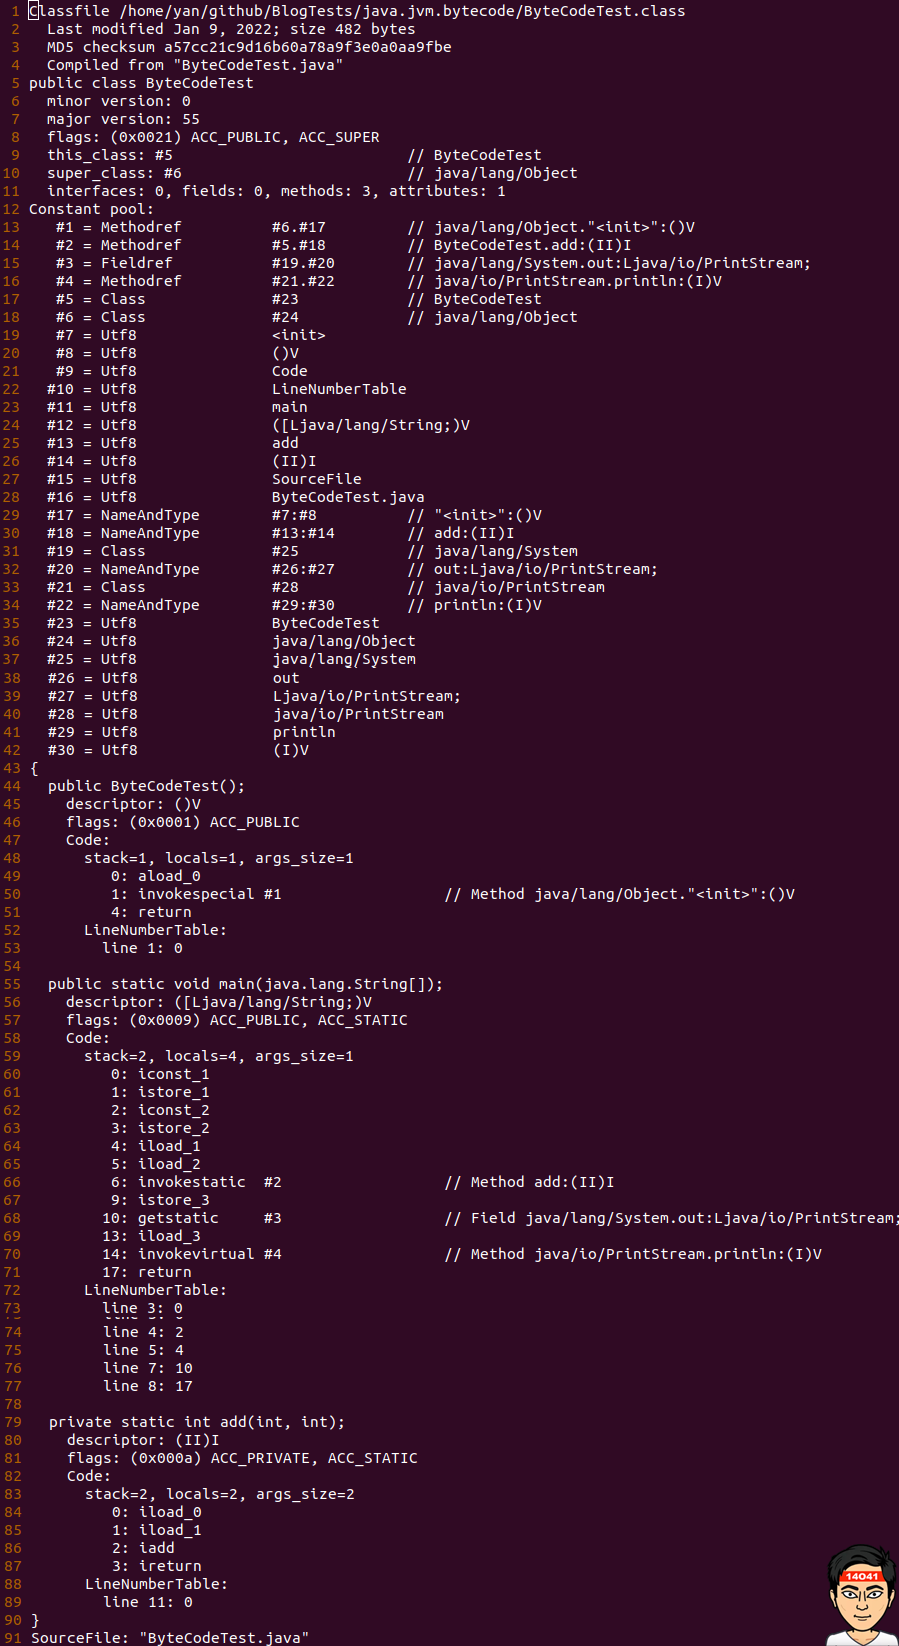 1 Classfile /home/yan/github/BlogTests/java.jvm.bytecode/ByteCodeTest.class
2   Last modified Jan 9, 2022; size 482 bytes
3   MD5 checksum a57cc21c9d16b60a78a9f3e0a0aa9fbe
4   Compiled from "ByteCodeTest.java"
5 public class ByteCodeTest
6   minor version: 0
7   major version: 55
8   flags: (0x0021) ACC_PUBLIC, ACC_SUPER
9   this_class: #5                          // ByteCodeTest
10   super_class: #6                         // java/lang/Object
11   interfaces: 0, fields: 0, methods: 3, attributes: 1
12 Constant pool:
13    #1 = Methodref          #6.#17         // java/lang/Object."<init>":()V
14    #2 = Methodref          #5.#18         // ByteCodeTest.add:(II)I
15    #3 = Fieldref           #19.#20        // java/lang/System.out:Ljava/io/PrintStream;
16    #4 = Methodref          #21.#22        // java/io/PrintStream.println:(I)V
17    #5 = Class              #23            // ByteCodeTest
18    #6 = Class              #24            // java/lang/Object
19    #7 = Utf8               <init>
20    #8 = Utf8               ()V
21    #9 = Utf8               Code
22   #10 = Utf8               LineNumberTable
23   #11 = Utf8               main
24   #12 = Utf8               ([Ljava/lang/String;)V
25   #13 = Utf8               add
26   #14 = Utf8               (II)I
27   #15 = Utf8               SourceFile
28   #16 = Utf8               ByteCodeTest.java
29   #17 = NameAndType        #7:#8          // "<init>":()V
30   #18 = NameAndType        #13:#14        // add:(II)I
31   #19 = Class              #25            // java/lang/System
32   #20 = NameAndType        #26:#27        // out:Ljava/io/PrintStream;
33   #21 = Class              #28            // java/io/PrintStream
34   #22 = NameAndType        #29:#30        // println:(I)V
35   #23 = Utf8               ByteCodeTest
36   #24 = Utf8               java/lang/Object
37   #25 = Utf8               java/lang/System
38   #26 = Utf8               out
39   #27 = Utf8               Ljava/io/PrintStream;
40   #28 = Utf8               java/io/PrintStream
41   #29 = Utf8               println
42   #30 = Utf8               (I)V
43 {
44   public ByteCodeTest();
45     descriptor: ()V
46     flags: (0x0001) ACC_PUBLIC
47     Code:
48       stack=1, locals=1, args_size=1
49          0: aload_0
50          1: invokespecial #1                  // Method java/lang/Object."<init>":()V
51          4: return
52       LineNumberTable:
53         line 1: 0
54
55   public static void main(java.lang.String[]);
56     descriptor: ([Ljava/lang/String;)V
57     flags: (0x0009) ACC_PUBLIC, ACC_STATIC
58     Code:
59       stack=2, locals=4, args_size=1
60          0: iconst_1
61          1: istore_1
62          2: iconst_2
63          3: istore_2
64          4: iload_1
65          5: iload_2
66          6: invokestatic  #2                  // Method add:(II)I
67          9: istore_3
68         10: getstatic     #3                  // Field java/lang/System.out:Ljava/io/PrintStream;
69         13: iload_3
70         14: invokevirtual #4                  // Method java/io/PrintStream.println:(I)V
71         17: return
72       LineNumberTable:
73         line 3: 0
74         line 4: 2
75         line 5: 4
76         line 7: 10
77         line 8: 17
78
79   private static int add(int, int);
80     descriptor: (II)I
81     flags: (0x000a) ACC_PRIVATE, ACC_STATIC
82     Code:
83       stack=2, locals=2, args_size=2
84          0: iload_0
85          1: iload_1
86          2: iadd
87          3: ireturn
88       LineNumberTable:
89         line 11: 0
90 }
91 SourceFile: "ByteCodeTest.java"
14041